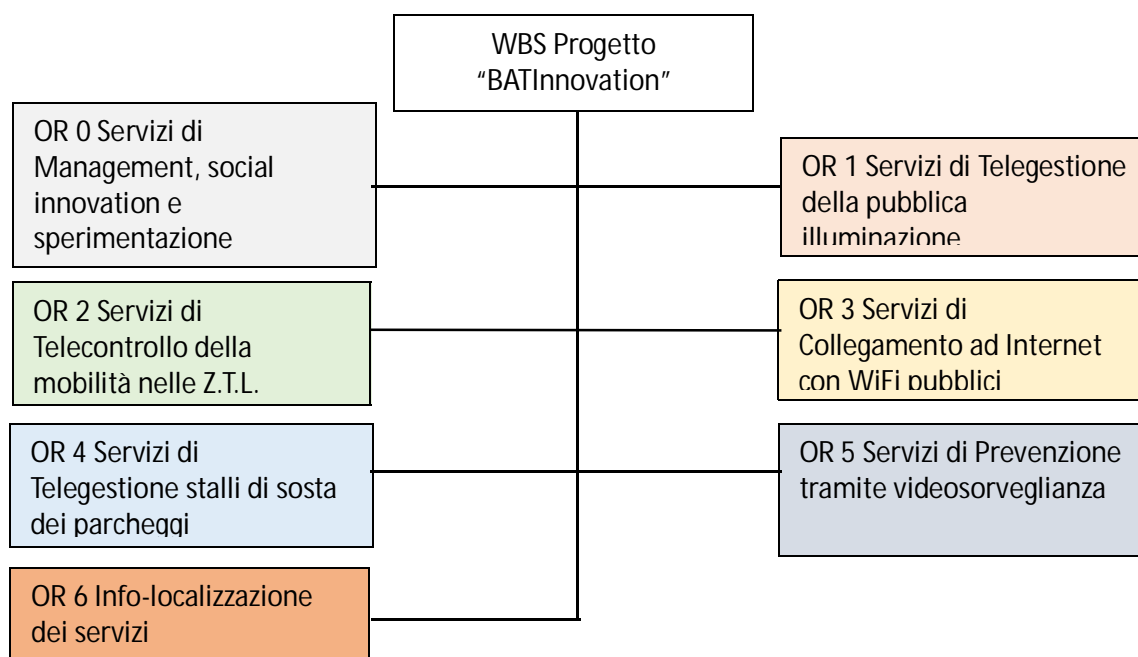 WBS Progetto
“BATInnovation”
OR 0 Servizi di
Management, social
innovation e
sperimentazione
OR 1 Servizi di Telegestione
della pubblica
illuminazione
OR 2 Servizi di
Telecontrollo della
mobilità nelle Z.T.L.
OR 3 Servizi di
Collegamento ad Internet
con WiFi pubblici
OR 4 Servizi di
Telegestione stalli di sosta
dei parcheggi
OR 5 Servizi di Prevenzione
tramite videosorveglianza
OR 6 Info-localizzazione
dei servizi